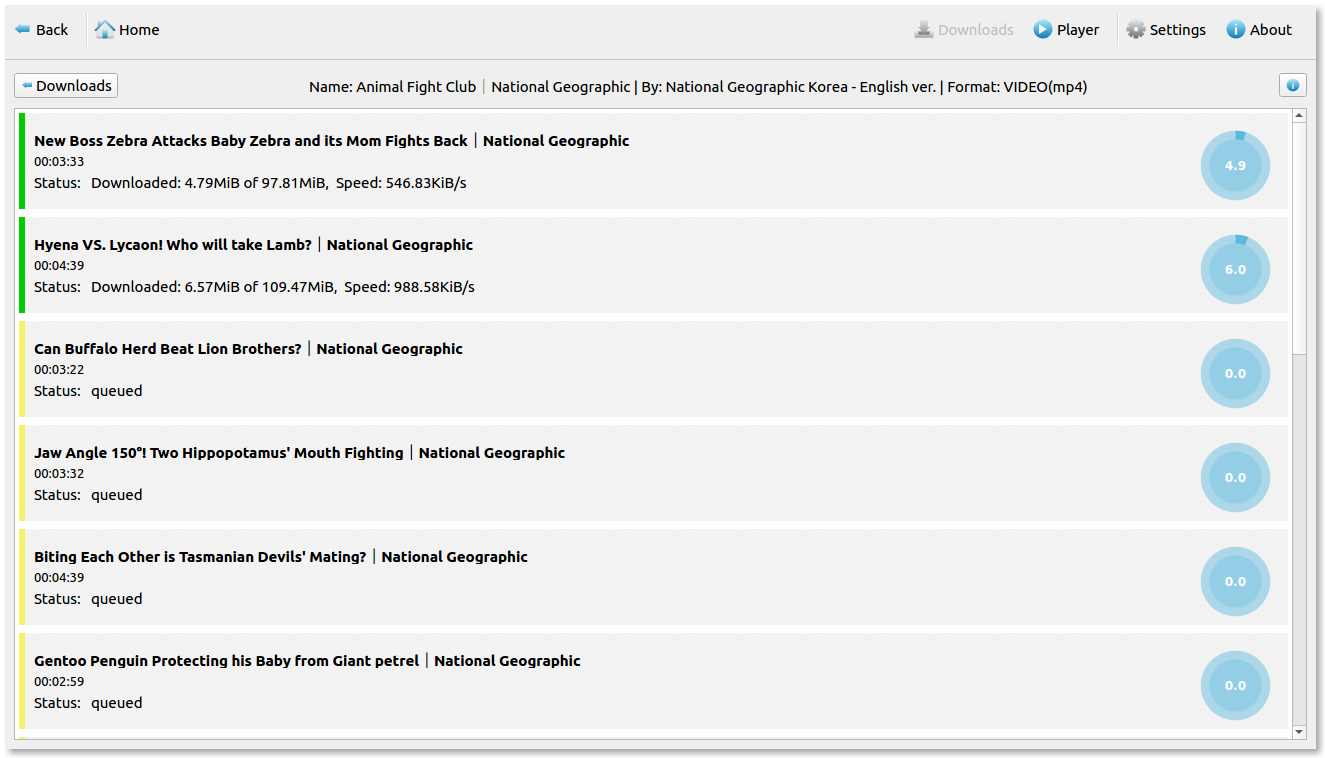 Back Home Downloads Player Settings About
Downloads Name: Animal Fight Club | National Geographic | By: National Geographic Korea - English ver. | Format: VIDEO(mp4)
New Boss Zebra Attacks Baby Zebra and its Mom Fights Back | National Geographic
00:03:33
4.9
Status: Downloaded: 4.79MiB of 97.81MiB, Speed: 546.83KiB/s
Hyena VS. Lycaon! Who will take Lamb? | National Geographic
00:04:39
6.0
Status: Downloaded: 6.57MiB of 109.47MiB, Speed: 988.58KiB/s
Can Buffalo Herd Beat Lion Brothers? | National Geographic
00:03:22
0.0
Status: queued
Jaw Angle 150º! Two Hippopotamus' Mouth Fighting | National Geographic
00:03:32
0.0
Status: queued
Biting Each Other is Tasmanian Devils' Mating? | National Geographic
00:04:39
0.0
Status: queued
Gentoo Penguin Protecting his Baby from Giant petrel | National Geographic
00:02:59
0.0
Status: queued